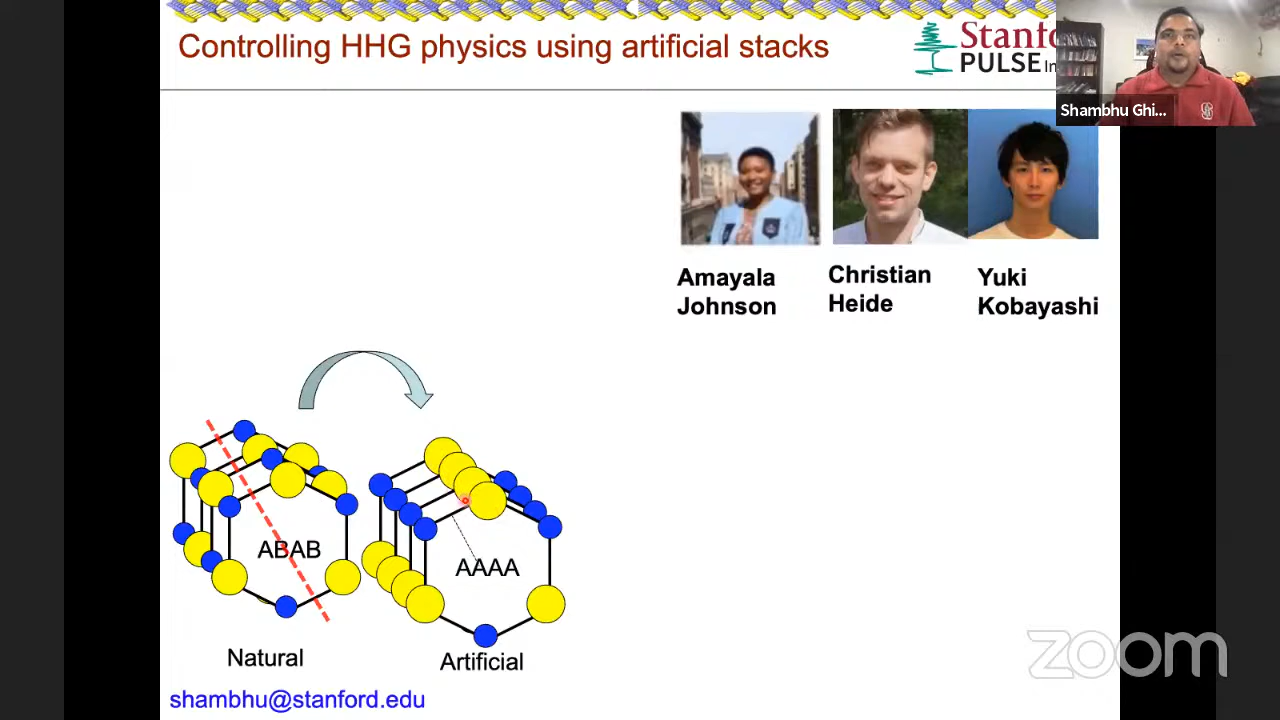 Controlling HHG physics using artificial stacks
Stanfo
PULSE In
Shambhu Ghi...
Amayala
Johnson
Christian
Heide
Yuki
Kobayashi
ABAB
AAAA
Natural
Artificial
shambhu@stanford.edu
zoom